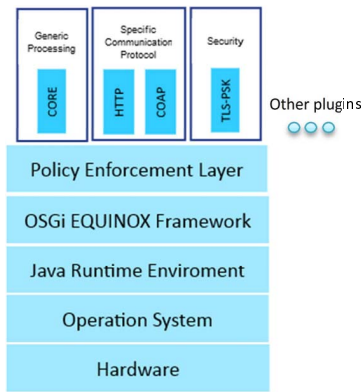 Generic
Processing
CORE
Specific
Communication
Protocol
HTTP
COAP
Security
TLS-PSK
Other plugins
Policy Enforcement Layer
OSGi EQUINOX Framework
Java Runtime Enviroment
Operation System
Hardware